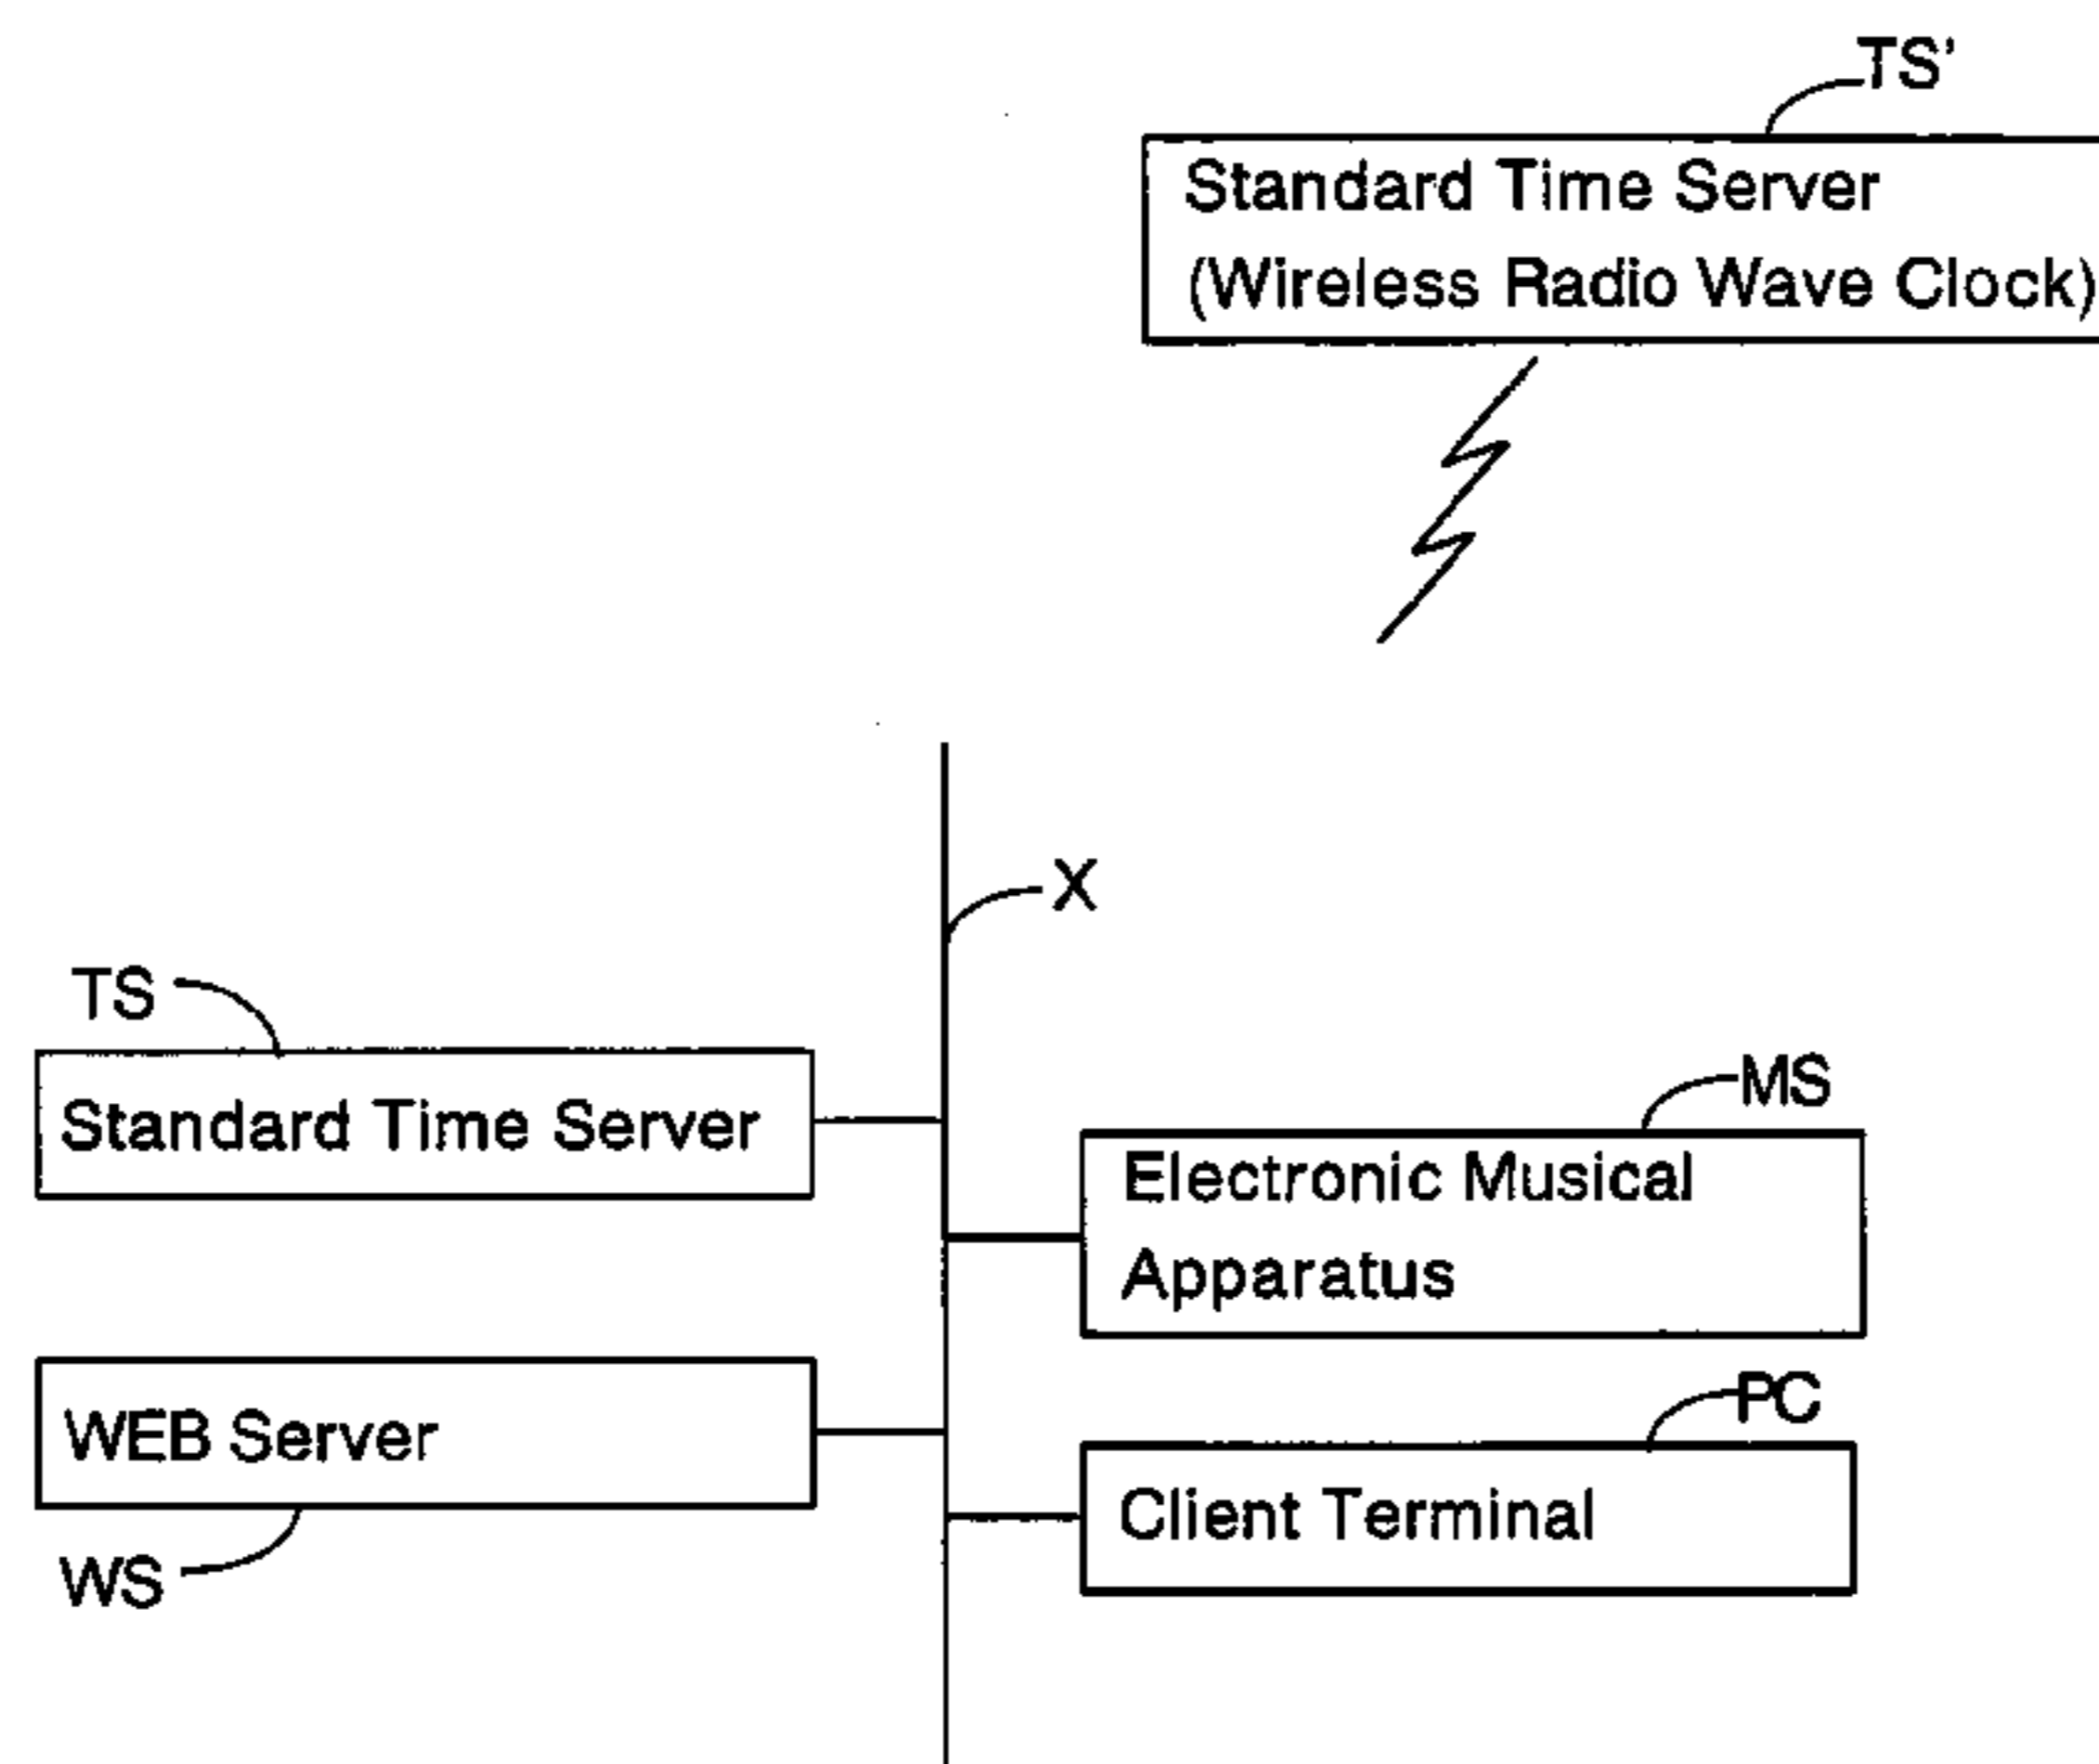 TS'
Standard Time Server
(Wireless Radio Wave Clock)
X
TS
Standard Time Server
MS
Electronic Musical
Apparatus
WEB Server
WS
PC
Client Terminal